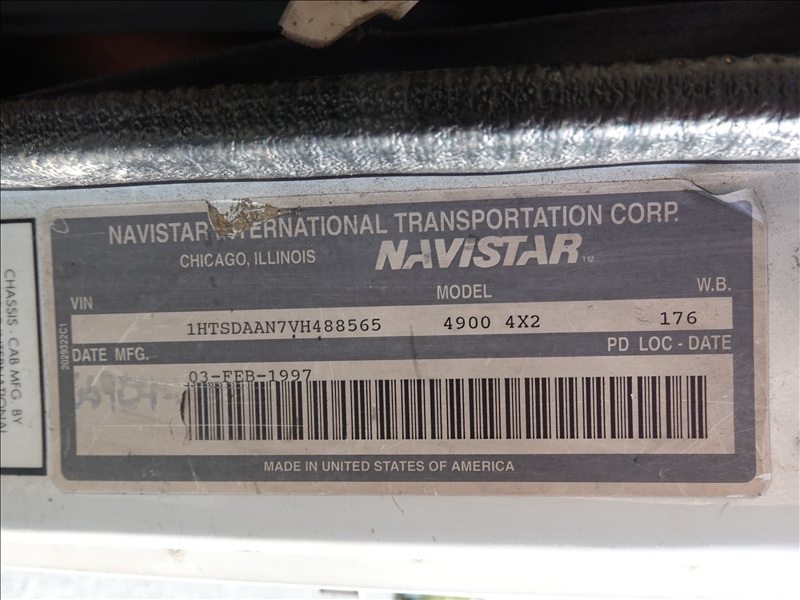 NAVISTAR INTERNATIONAL TRANSPORTATION CORP.
CHICAGO, ILLINOIS NAVISTAR TM
VIN MODEL W.B.
1HTSDAAN7VH488565 4900 4X2 176
DATE MFG. PD LOC - DATE
03-FEB-1997
MADE IN UNITED STATES OF AMERICA
CHASSIS - CAB MFG. BY